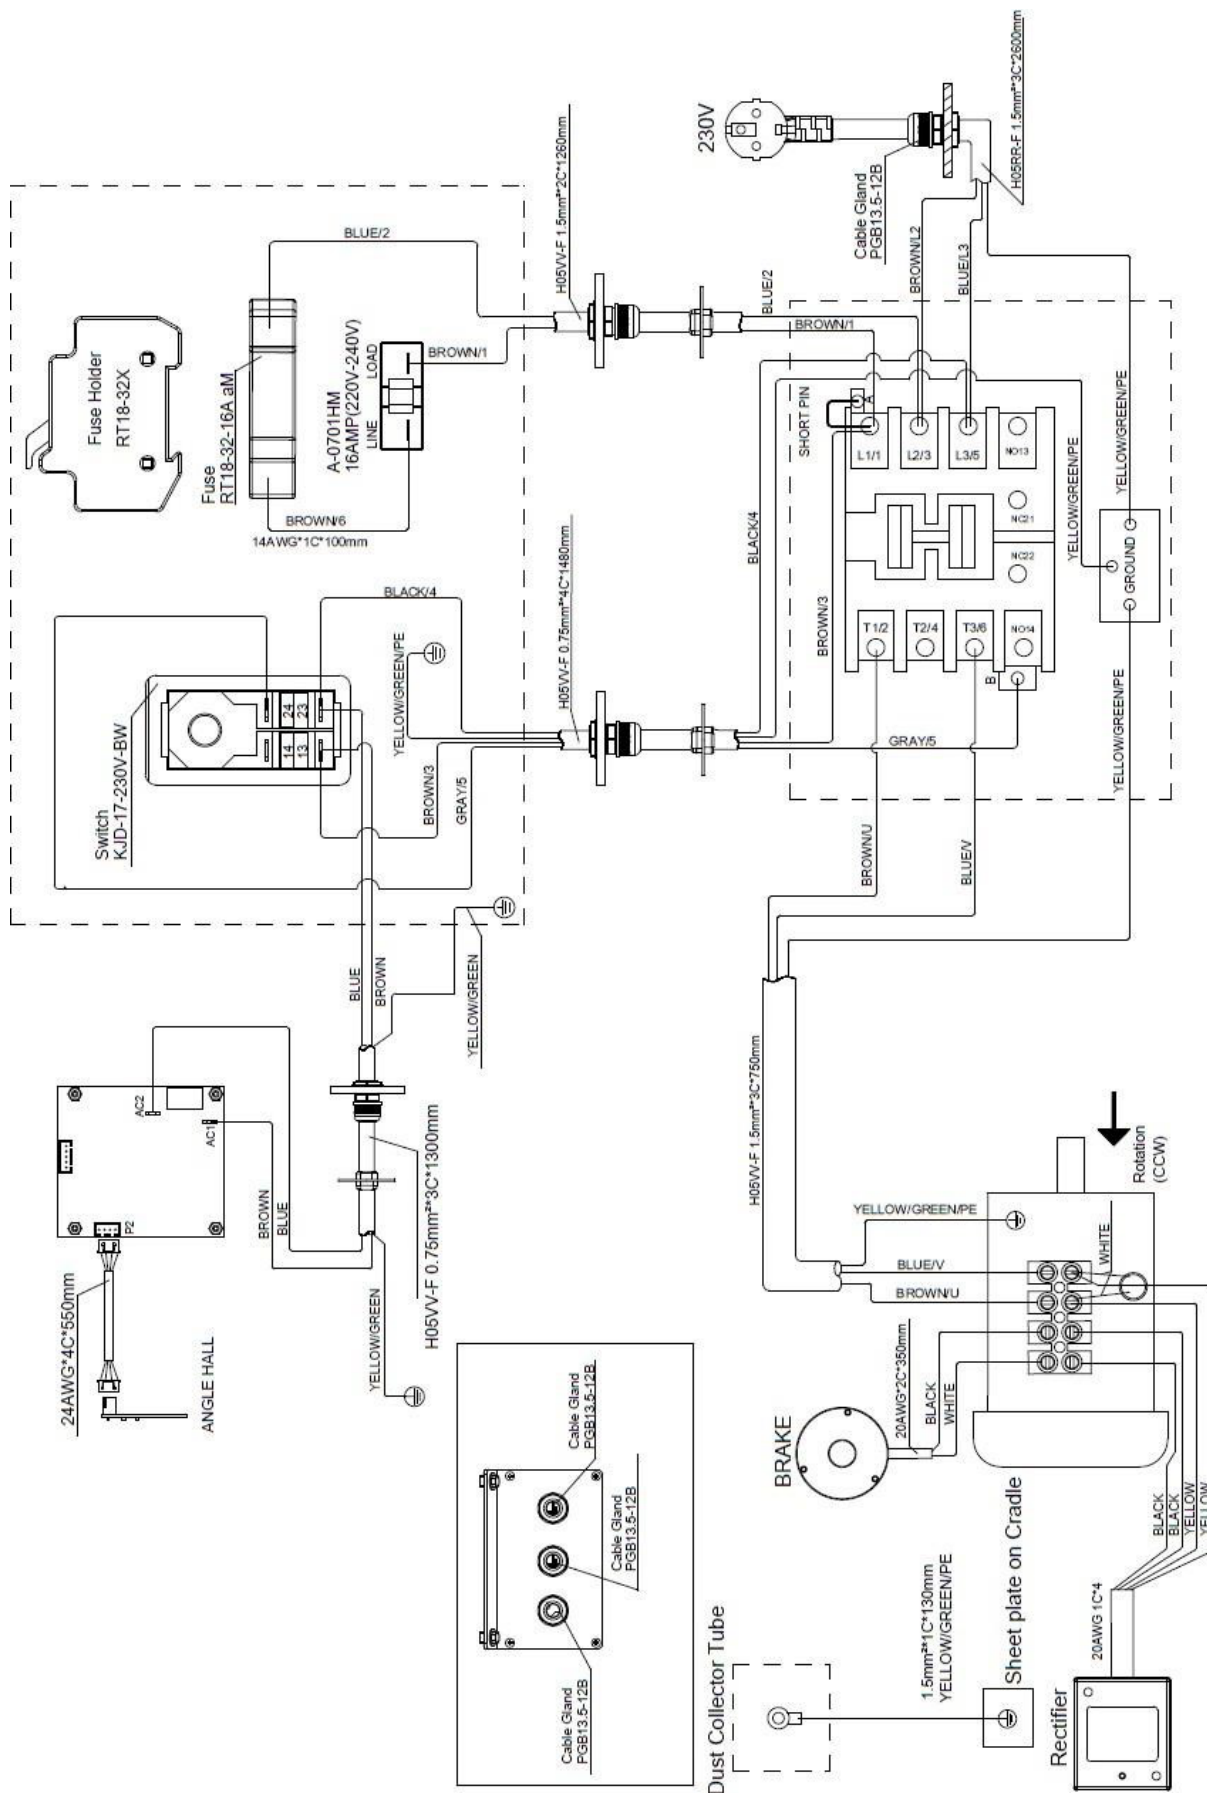 Fuse Holder
RT18-32X
Fuse
RT18-32-16A aM
A-0701HM
16AMP(220V-240V)
LINE
LOAD
BLUE/2
BROWN/1
BROWN/6
14AWG*1C*100mm
Switch
KJD-17-230V-BW
24
23
14
13
BLACK/4
YELLOW/GREEN/PE
BROWN/3
GRAY/5
H05VV-F 1.5mm²*2C*1260mm
H05VV-F 0.75mm²*4C*1480mm
230V
Cable Gland
PGB13.5-12B
H05RR-F 1.5mm²*3C*2600mm
BROWN/L2
BLUE/L3
BLUE/2
BROWN/1
SHORT PIN
A
L1/1
L2/3
L3/5
NO13
NC21
NC22
T1/2
T2/4
T3/6
NO14
B
BLACK/4
BROWN/3
GRAY/5
YELLOW/GREEN/PE
YELLOW/GREEN/PE
YELLOW/GREEN/PE
GROUND
BROWN/U
BLUE/V
BLUE
BROWN
YELLOW/GREEN
AC2
AC1
P2
BROWN
BLUE
24AWG*4C*550mm
ANGLE HALL
YELLOW/GREEN
H05VV-F 0.75mm²*3C*1300mm
H05VV-F 1.5mm²*3C*750mm
Rotation
(CCW)
YELLOW/GREEN/PE
BLUE/V
BROWN/U
WHITE
20AWG*2C*350mm
BLACK
WHITE
BRAKE
Cable Gland
PGB13.5-12B
Cable Gland
PGB13.5-12B
Cable Gland
PGB13.5-12B
Dust Collector Tube
1.5mm²*1C*130mm
YELLOW/GREEN/PE
Sheet plate on Cradle
BLACK
BLACK
YELLOW
YELLOW
20AWG 1C*4
Rectifier